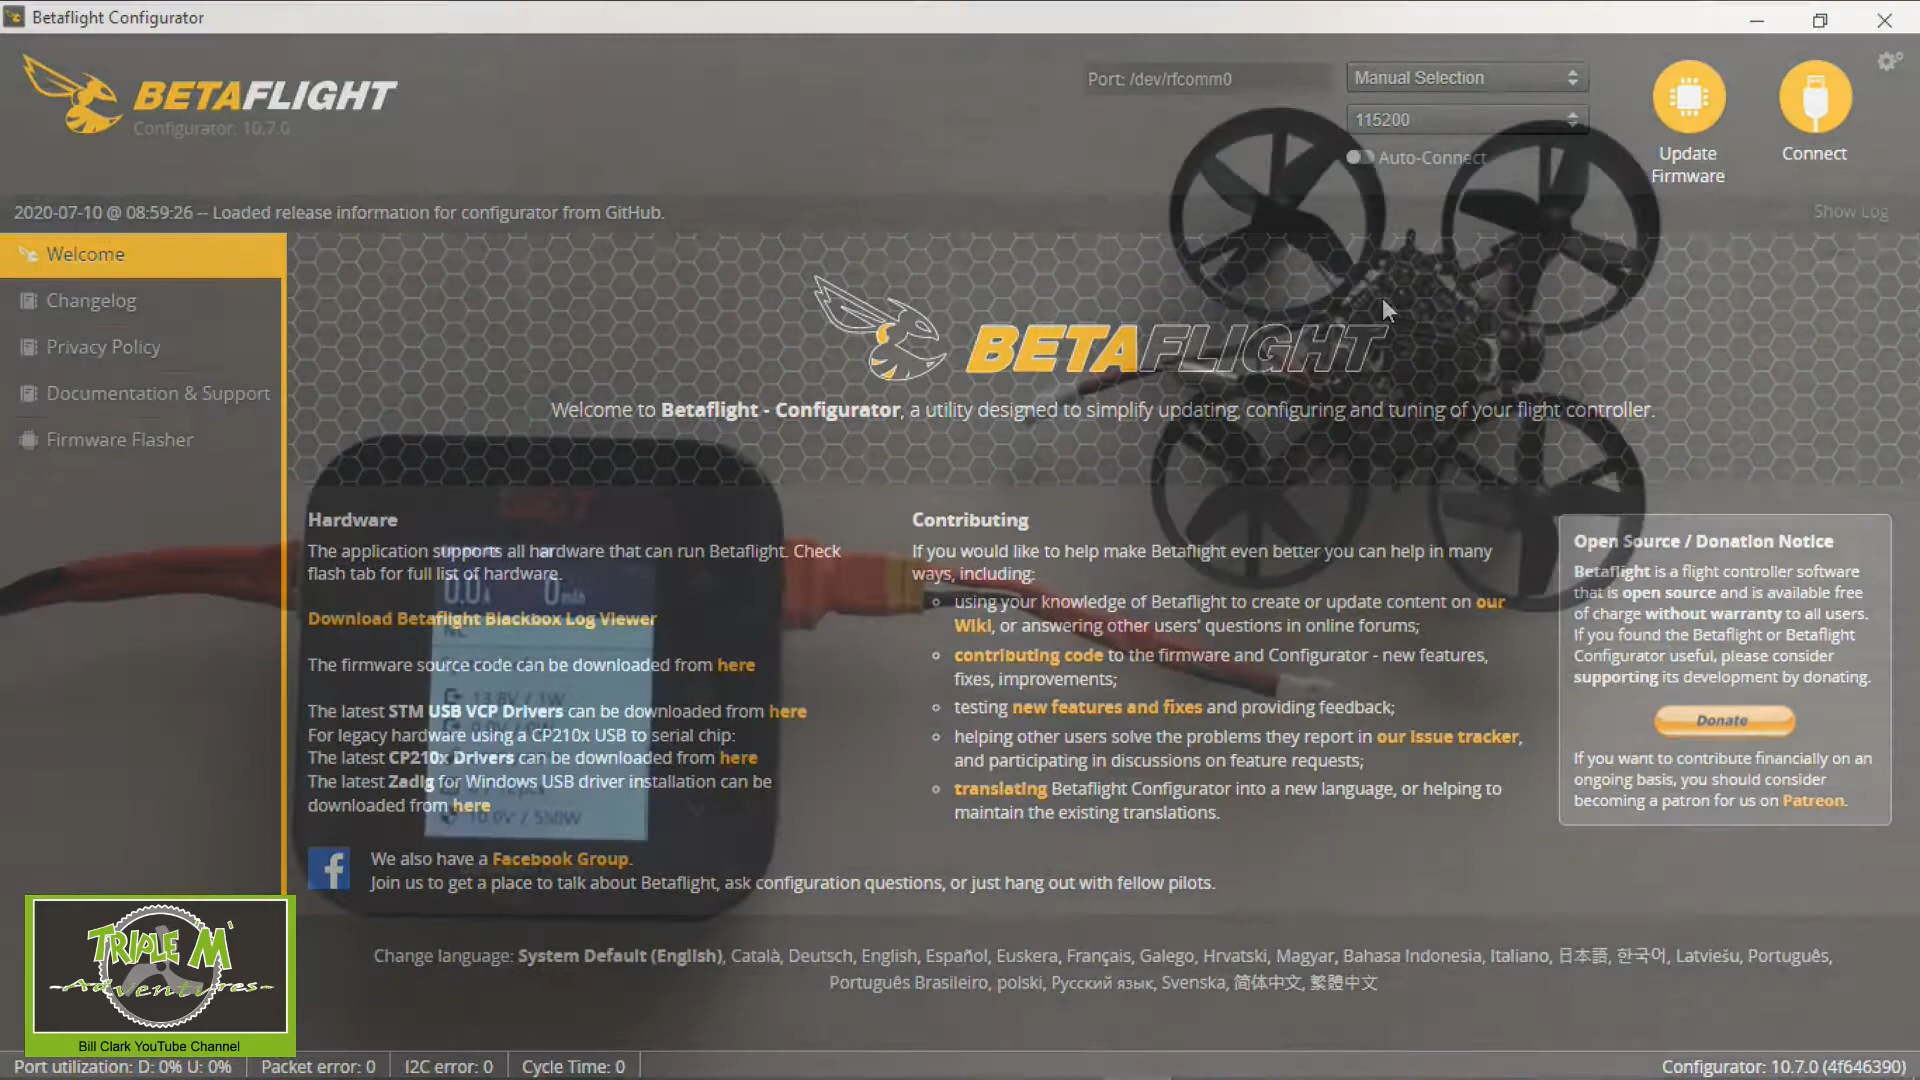 Betaflight Configurator
BETAFLIGHT
Configurator: 10.7.0
Port: /dev/rfcomm0
Manual Selection
115200
Auto-Connect
Update
Firmware
Connect
2020-07-10 @ 08:59:26 -- Loaded release information for configurator from GitHub.
Show Log
Welcome
Changelog
Privacy Policy
Documentation & Support
Firmware Flasher
BETAFLIGHT
Welcome to Betaflight - Configurator, a utility designed to simplify updating, configuring and tuning of your flight controller.
Hardware
The application supports all hardware that can run Betaflight. Check
flash tab for full list of hardware.
Download Betaflight Blackbox Log Viewer
The firmware source code can be downloaded from here
The latest STM USB VCP Drivers can be downloaded from here
For legacy hardware using a CP210x USB to serial chip:
The latest CP210x Drivers can be downloaded from here
The latest Zadig for Windows USB driver installation can be
downloaded from here
We also have a Facebook Group.
Join us to get a place to talk about Betaflight, ask configuration questions, or just hang out with fellow pilots.
0.0A 0mAh
13.8V / 1W
10.0V / 550W
Contributing
If you would like to help make Betaflight even better you can help in many
ways, including:
using your knowledge of Betaflight to create or update content on our
Wiki, or answering other users' questions in online forums;
contributing code to the firmware and Configurator - new features,
fixes, improvements;
testing new features and fixes and providing feedback;
helping other users solve the problems they report in our issue tracker,
and participating in discussions on feature requests;
translating Betaflight Configurator into a new language, or helping to
maintain the existing translations.
Open Source / Donation Notice
Betaflight is a flight controller software
that is open source and is available free
of charge without warranty to all users.
If you found the Betaflight or Betaflight
Configurator useful, please consider
supporting its development by donating.
Donate
If you want to contribute financially on an
ongoing basis, you should consider
becoming a patron for us on Patreon.
Change language: System Default (English), Català, Deutsch, English, Español, Euskera, Français, Galego, Hrvatski, Magyar, Bahasa Indonesia, Italiano, 日本語, 한국어, Latviešu, Português,
Português Brasileiro, polski, Русский язык, Svenska, 简体中文, 繁體中文
TRIPLE M'
-Adventures-
Bill Clark YouTube Channel
Port utilization: D: 0% U: 0%
Packet error: 0
I2C error: 0
Cycle Time: 0
Configurator: 10.7.0 (4f646390)